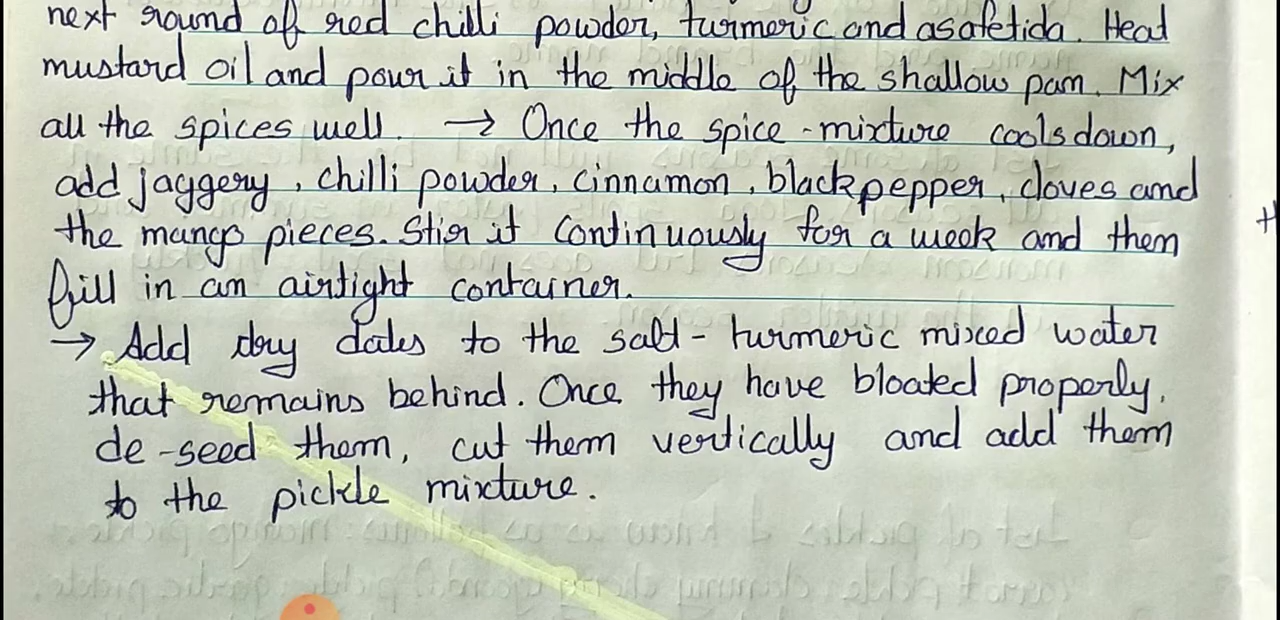 next round of red chilli powder, turmeric and asafetida. Heat
mustard oil and pour it in the middle of the shallow pan. Mix
all the spices well. → Once the spice-mixture cools down,
add jaggery, chilli powder, cinnamon, black pepper, cloves and
the mango pieces. Stir it continuously for a week and them
fill in an airtight container.
→ Add dry dates to the salt-turmeric mixed water
that remains behind. Once they have bloated properly,
de-seed them, cut them vertically and add them
to the pickle mixture.